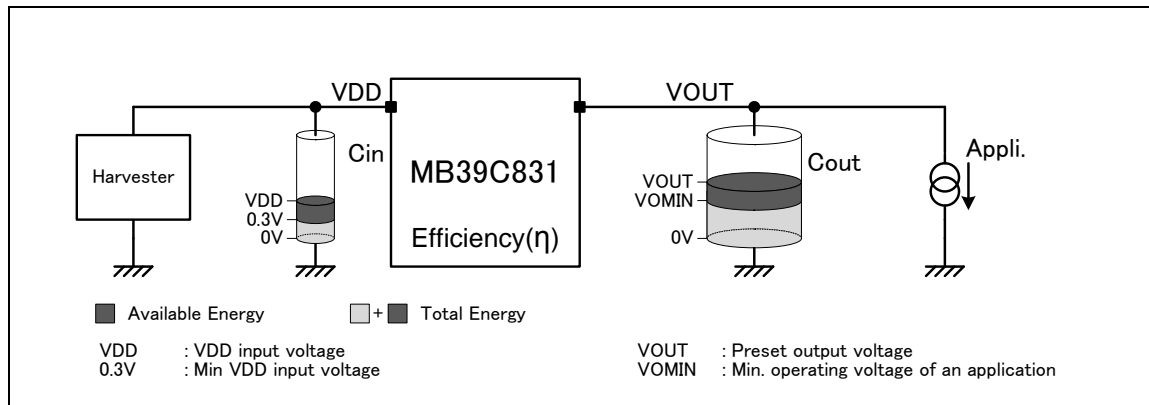 VDD
VOUT
Harvester
Cin
VDD
0.3V
0V
MB39C831
Efficiency(η)
VOUT
VOMIN
0V
Cout
Appli.
Available Energy
+ Total Energy
VDD : VDD input voltage
0.3V : Min VDD input voltage
VOUT : Preset output voltage
VOMIN : Min. operating voltage of an application